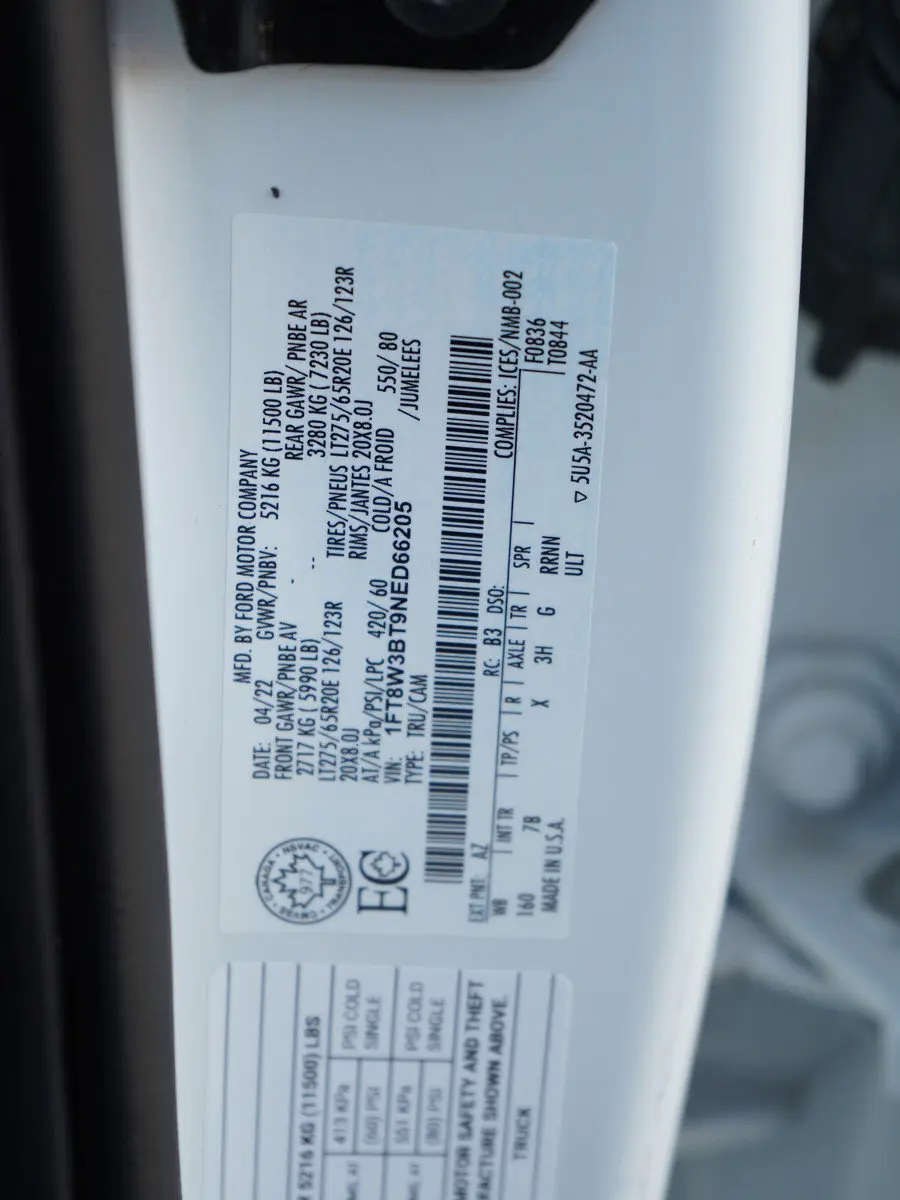 MFD. BY FORD MOTOR COMPANY
DATE: 04/22 GVWR/PNBV: 5216 KG (11500 LB)
FRONT GAWR/PNBE AV - REAR GAWR/ PNBE AR
2717 KG ( 5990 LB) -- 3280 KG ( 7230 LB)
LT275/65R20E 126/123R TIRES/PNEUS LT275/65R20E 126/123R
20X8.0J RIMS/JANTES 20X8.0J
AT/A kPa/PSI/LPC 420/ 60 COLD/A FROID 550/ 80
VIN: 1FT8W3BT9NED66205 /JUMELEES
TYPE: TRU/CAM
CANADA • NSVAC • TRANSPORT • CMVSS
977
EC
EXT PNT: AZ RC: B3 DSO: COMPLIES: ICES/NMB-002
WB | INT TR | TP/PS | R | AXLE | TR | SPR | F0836
160 7B X 3H G RRNN T0844
ULT
MADE IN U.S.A. ▽ 5U5A-3520472-AA
5216 KG (11500) LBS
413 KPa PSI COLD
(60) PSI SINGLE
551 KPa PSI COLD
(80) PSI SINGLE
MOTOR SAFETY AND THEFT
SHOWN ABOVE.
TRUCK